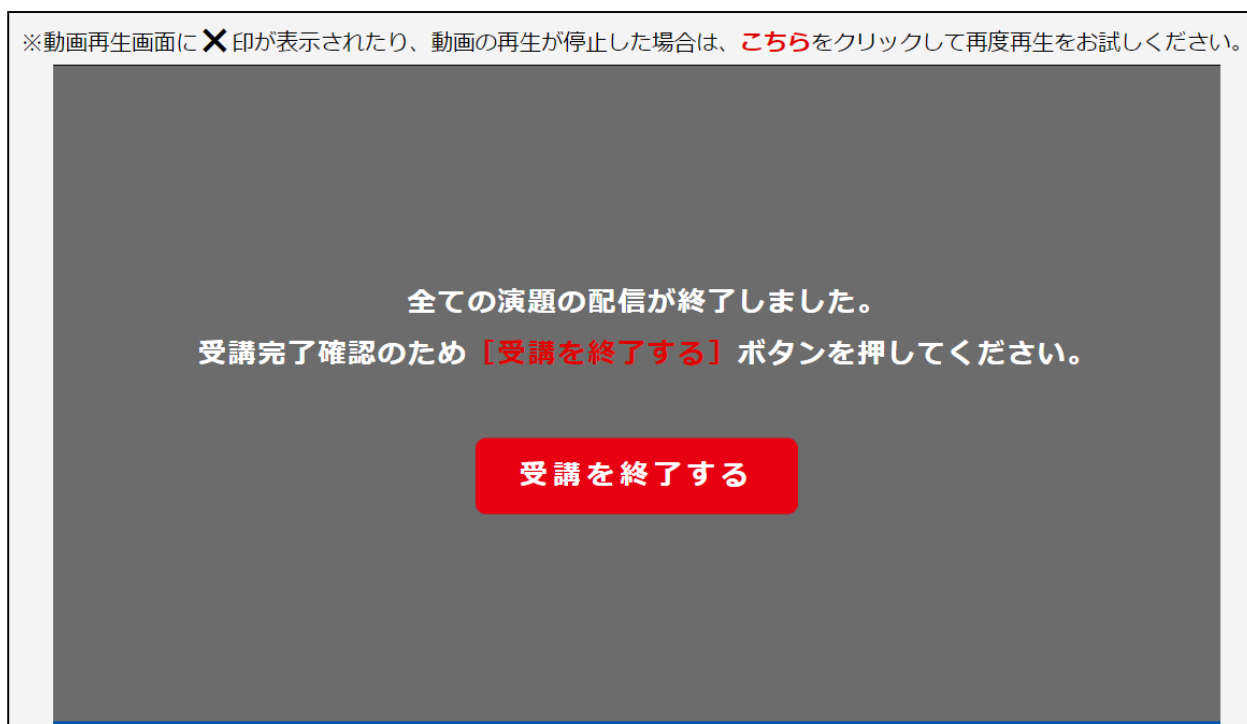 ※動画再生画面に✕印が表示されたり、動画の再生が停止した場合は、こちらをクリックして再度再生をお試しください。
全ての演題の配信が終了しました。
受講完了確認のため［受講を終了する］ボタンを押してください。
受講を終了する